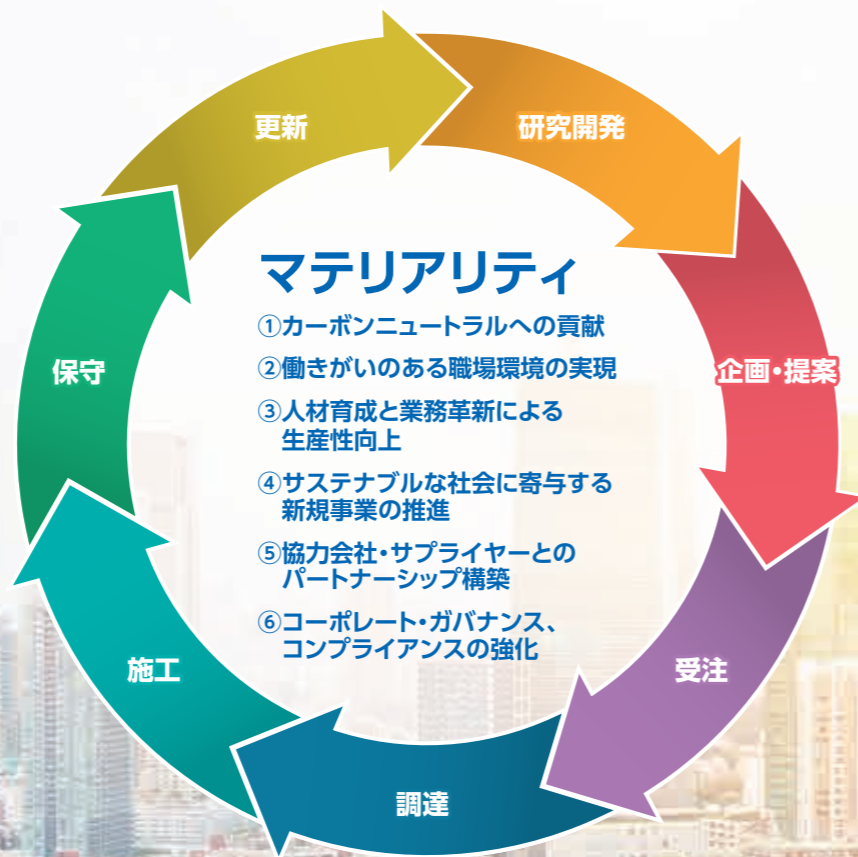 更新
研究開発
企画・提案
受注
調達
施工
保守
マテリアリティ
①カーボンニュートラルへの貢献
②働きがいのある職場環境の実現
③人材育成と業務革新による
生産性向上
④サステナブルな社会に寄与する
新規事業の推進
⑤協力会社・サプライヤーとの
パートナーシップ構築
⑥コーポレート・ガバナンス、
コンプライアンスの強化